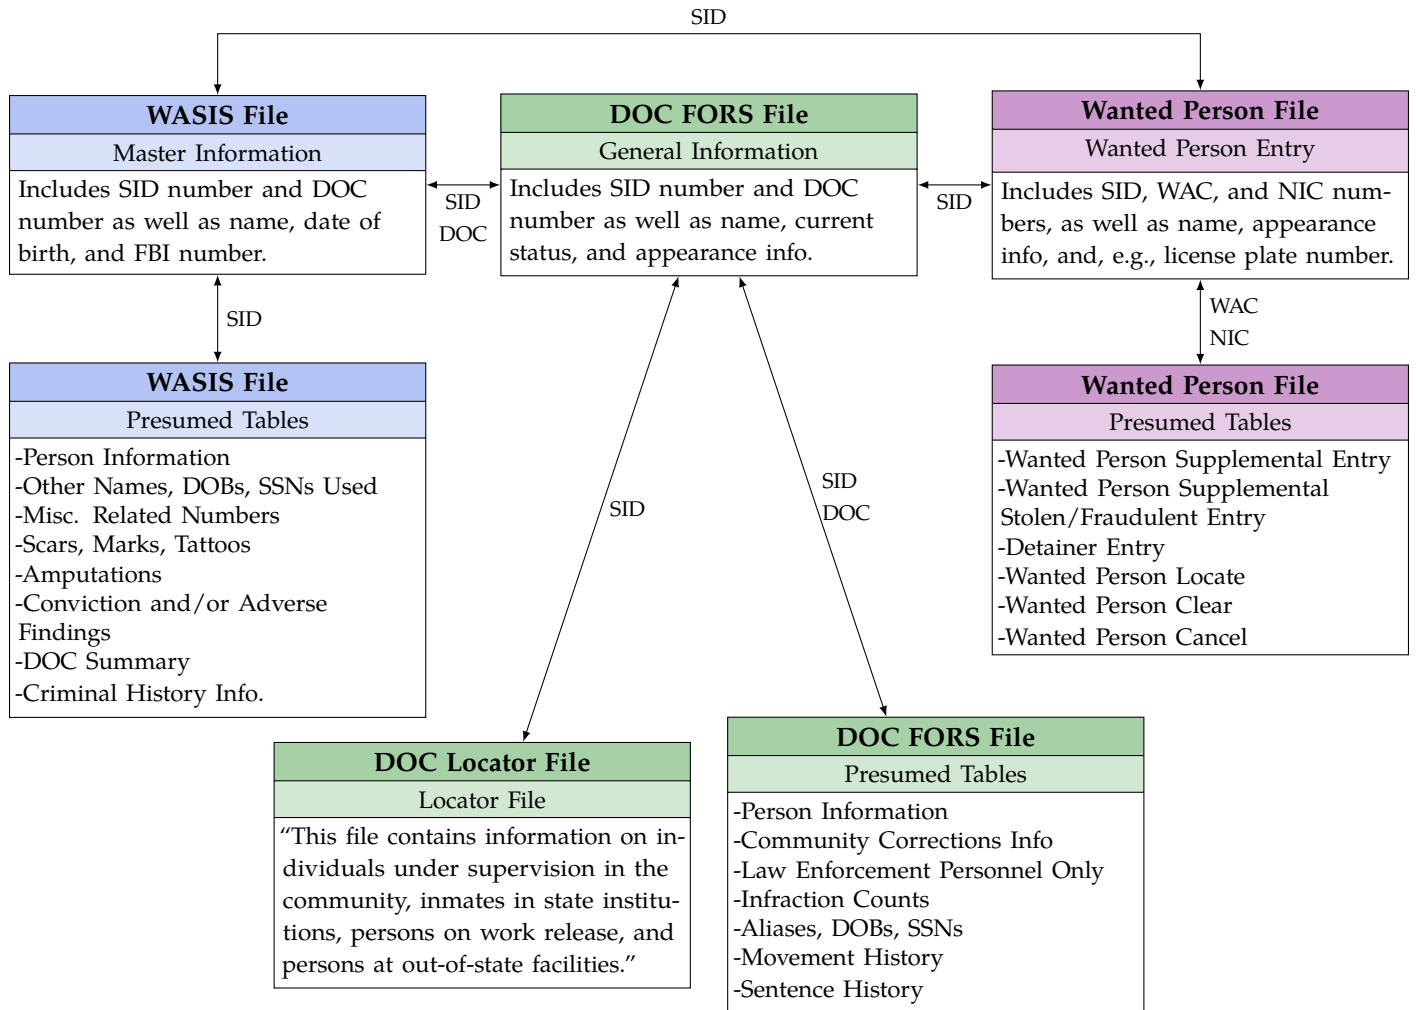 SID
WASIS File
Master Information
Includes SID number and DOC
number as well as name, date of
birth, and FBI number.
SID
DOC
DOC FORS File
General Information
Includes SID number and DOC
number as well as name, current
status, and appearance info.
SID
Wanted Person File
Wanted Person Entry
Includes SID, WAC, and NIC num-
bers, as well as name, appearance
info, and, e.g., license plate number.
SID
WAC
NIC
WASIS File
Presumed Tables
-Person Information
-Other Names, DOBs, SSNs Used
-Misc. Related Numbers
-Scars, Marks, Tattoos
-Amputations
-Conviction and/or Adverse
Findings
-DOC Summary
-Criminal History Info.
SID
SID
DOC
Wanted Person File
Presumed Tables
-Wanted Person Supplemental Entry
-Wanted Person Supplemental
Stolen/Fraudulent Entry
-Detainer Entry
-Wanted Person Locate
-Wanted Person Clear
-Wanted Person Cancel
DOC Locator File
Locator File
“This file contains information on in-
dividuals under supervision in the
community, inmates in state institu-
tions, persons on work release, and
persons at out-of-state facilities.”
DOC FORS File
Presumed Tables
-Person Information
-Community Corrections Info
-Law Enforcement Personnel Only
-Infraction Counts
-Aliases, DOBs, SSNs
-Movement History
-Sentence History